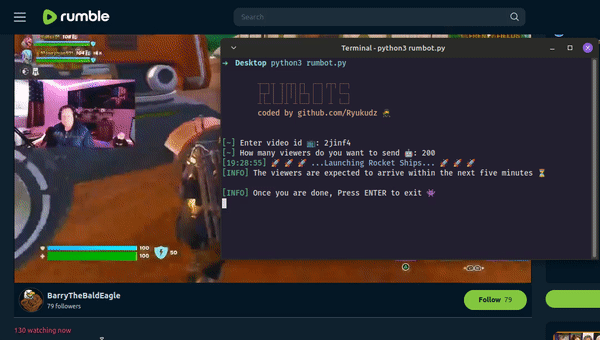 rumble
Search
Terminal - python3 rumbot.py
→ Desktop python3 rumbot.py
RUMBOTS
coded by github.com/Ryukudz
[~] Enter video id : 2jinf4
[~] How many viewers do you want to send : 200
[19:28:55] ...Launching Rocket Ships...
[INFO] The viewers are expected to arrive within the next five minutes
[INFO] Once you are done, Press ENTER to exit
100
100
50
BarryTheBaldEagle
79 followers
Follow 79
130 watching now